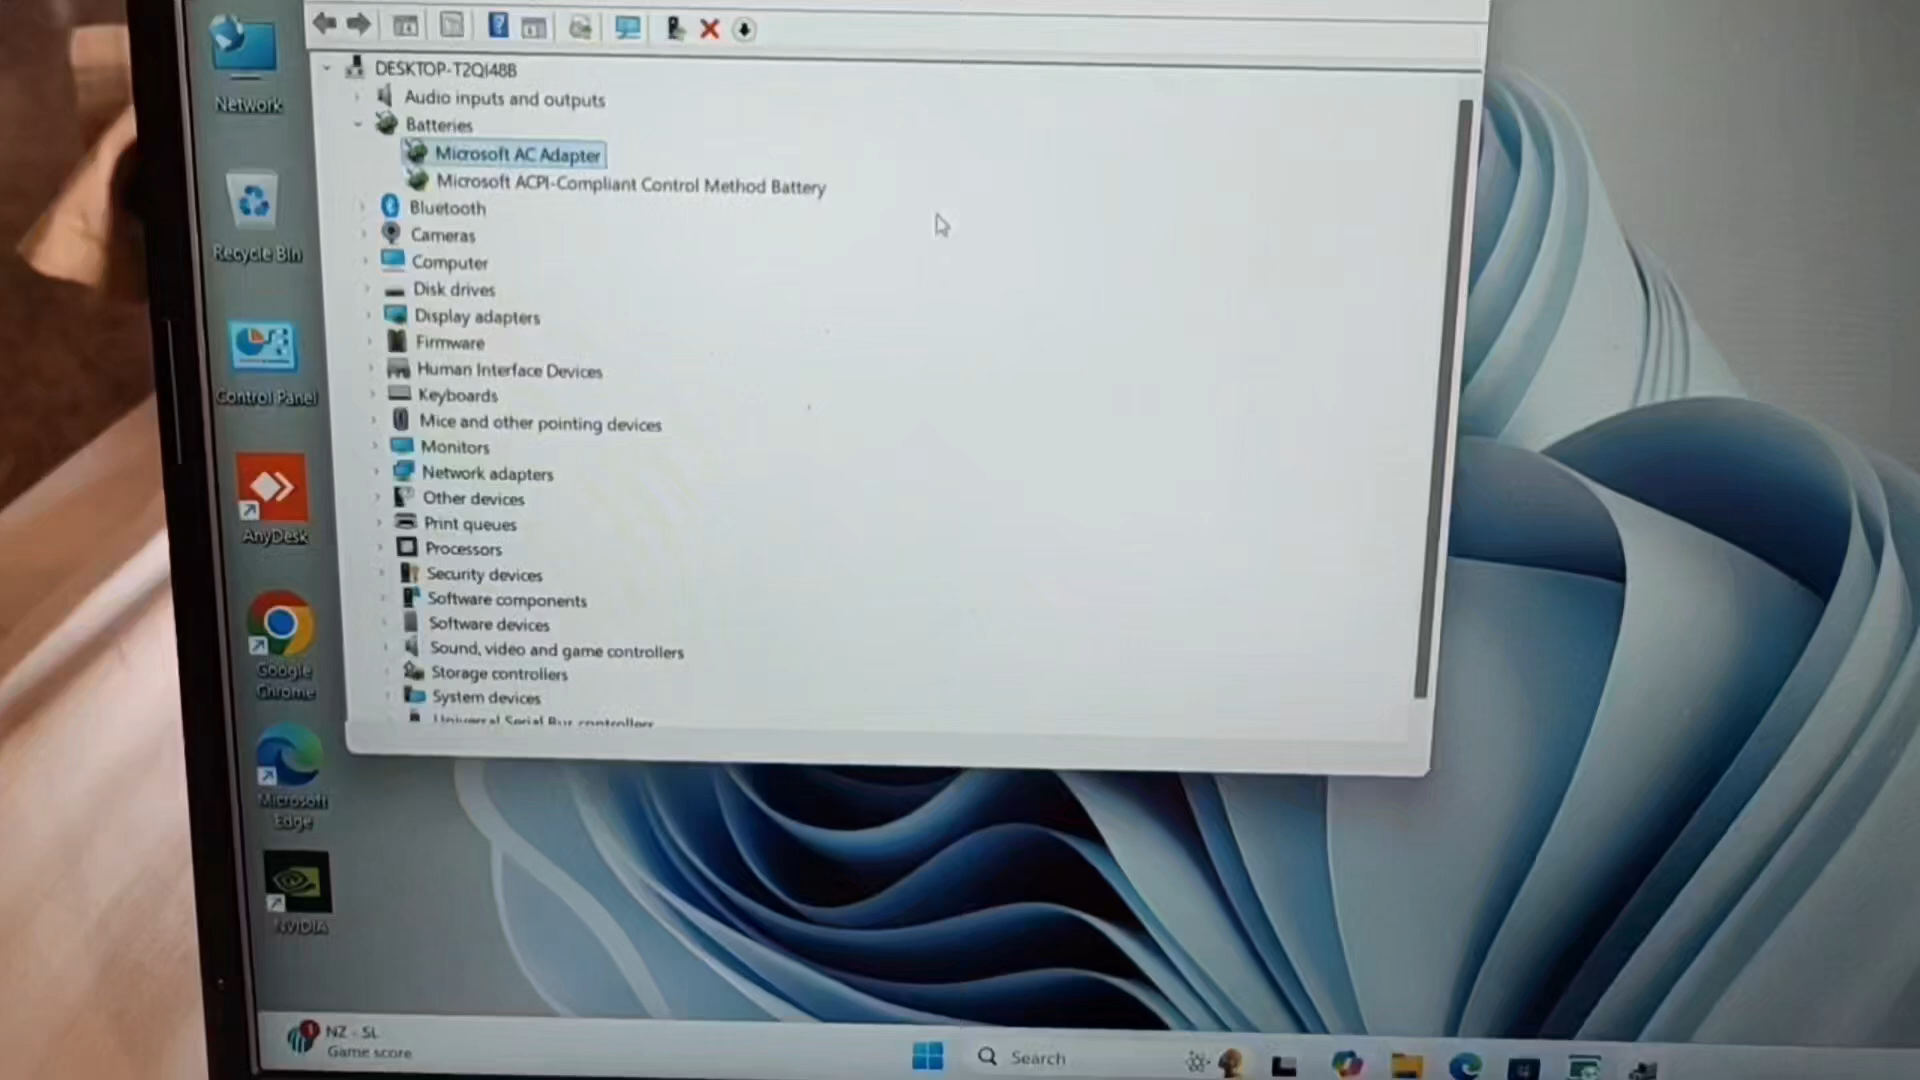 DESKTOP-T2QI48B
Audio inputs and outputs
Batteries
Microsoft AC Adapter
Microsoft ACPI-Compliant Control Method Battery
Bluetooth
Cameras
Computer
Disk drives
Display adapters
Firmware
Human Interface Devices
Keyboards
Mice and other pointing devices
Monitors
Network adapters
Other devices
Print queues
Processors
Security devices
Software components
Software devices
Sound, video and game controllers
Storage controllers
System devices
Universal Serial Bus controllers
Network
Recycle Bin
Control Panel
AnyDesk
Google
Chrome
Microsoft
Edge
NVIDIA
1
NZ - SL
Game score
Search